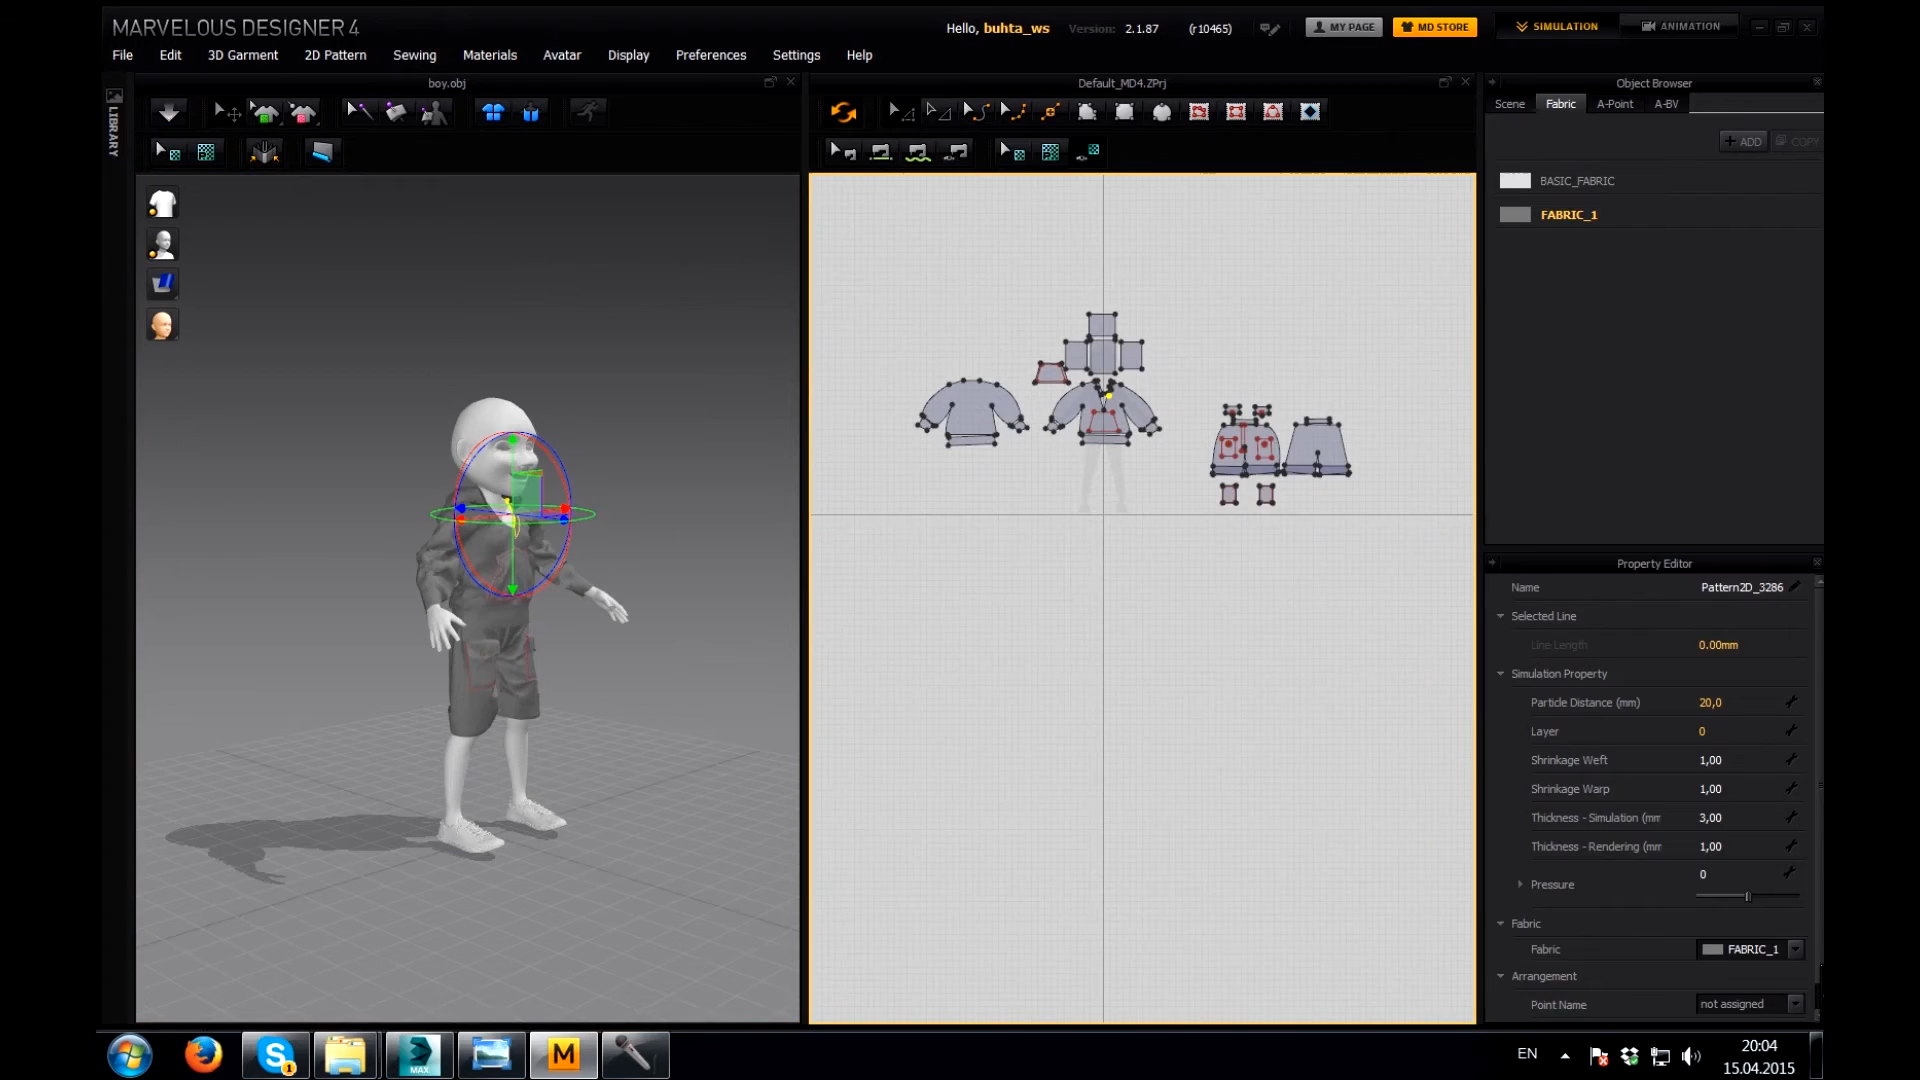 MARVELOUS DESIGNER 4
Hello, buhta_ws
Version: 2.1.87 (r10465)
MY PAGE
MD STORE
SIMULATION
ANIMATION
File Edit 3D Garment 2D Pattern Sewing Materials Avatar Display Preferences Settings Help
LIBRARY
boy.obj
Default_MD4.ZPrj
Object Browser
Scene Fabric A-Point A-BV
+ ADD COPY
BASIC_FABRIC
FABRIC_1
Property Editor
Name Pattern2D_3286
Selected Line
Line Length 0.00mm
Simulation Property
Particle Distance (mm) 20,0
Layer 0
Shrinkage Weft 1,00
Shrinkage Warp 1,00
Thickness - Simulation (mm 3,00
Thickness - Rendering (mm 1,00
Pressure 0
Fabric
Fabric FABRIC_1
Arrangement
Point Name not assigned
S 1
MAX
M
EN
20:04
15.04.2015